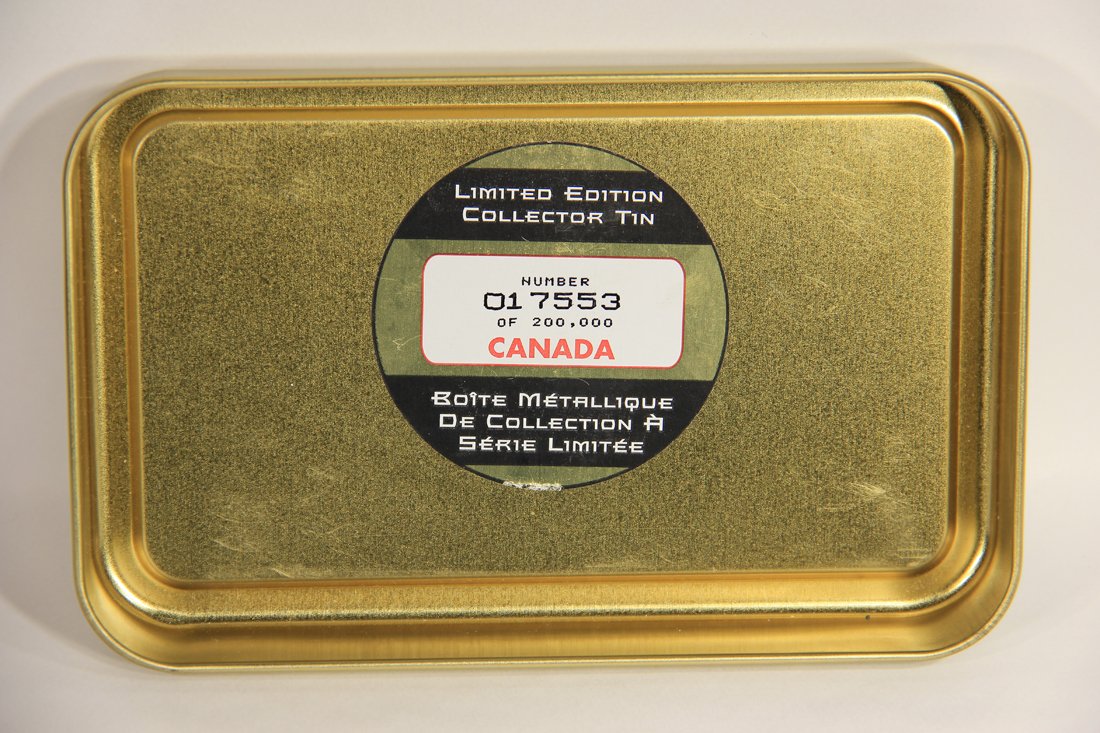 Limited Edition
Collector Tin
NUMBER
017553
OF 200,000
CANADA
Boîte Métallique
De Collection À
Série Limitée